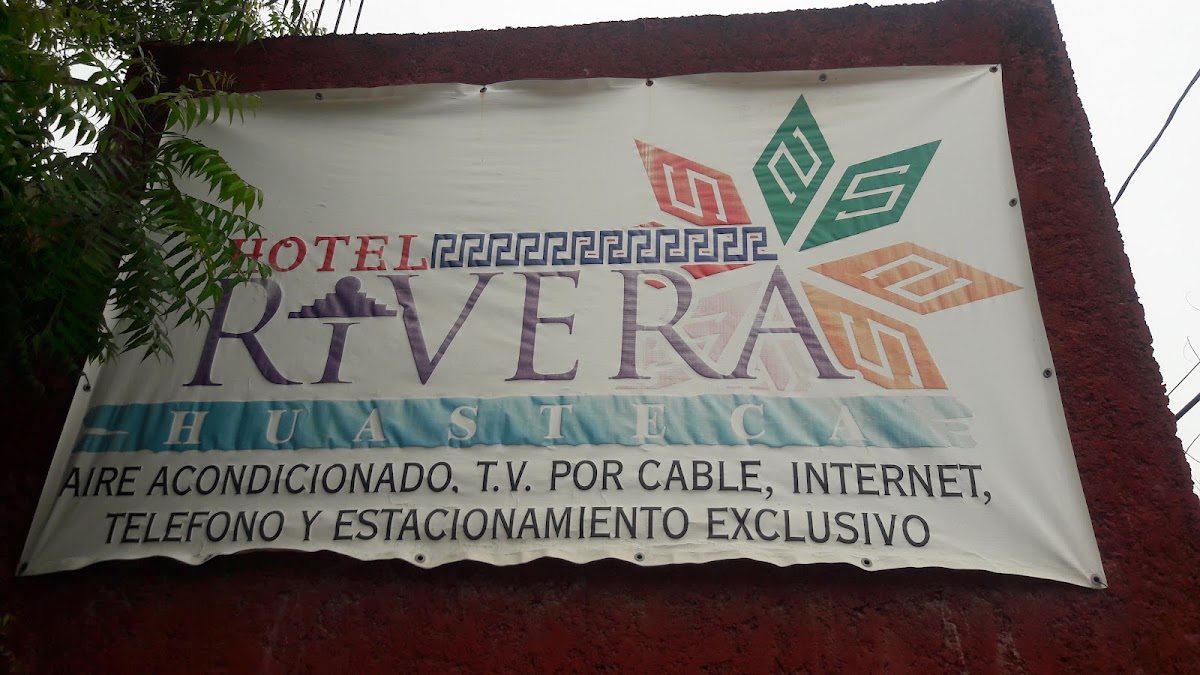 HOTEL
RIVERA
HUASTECA
AIRE ACONDICIONADO. T.V. POR CABLE, INTERNET,
TELEFONO Y ESTACIONAMIENTO EXCLUSIVO